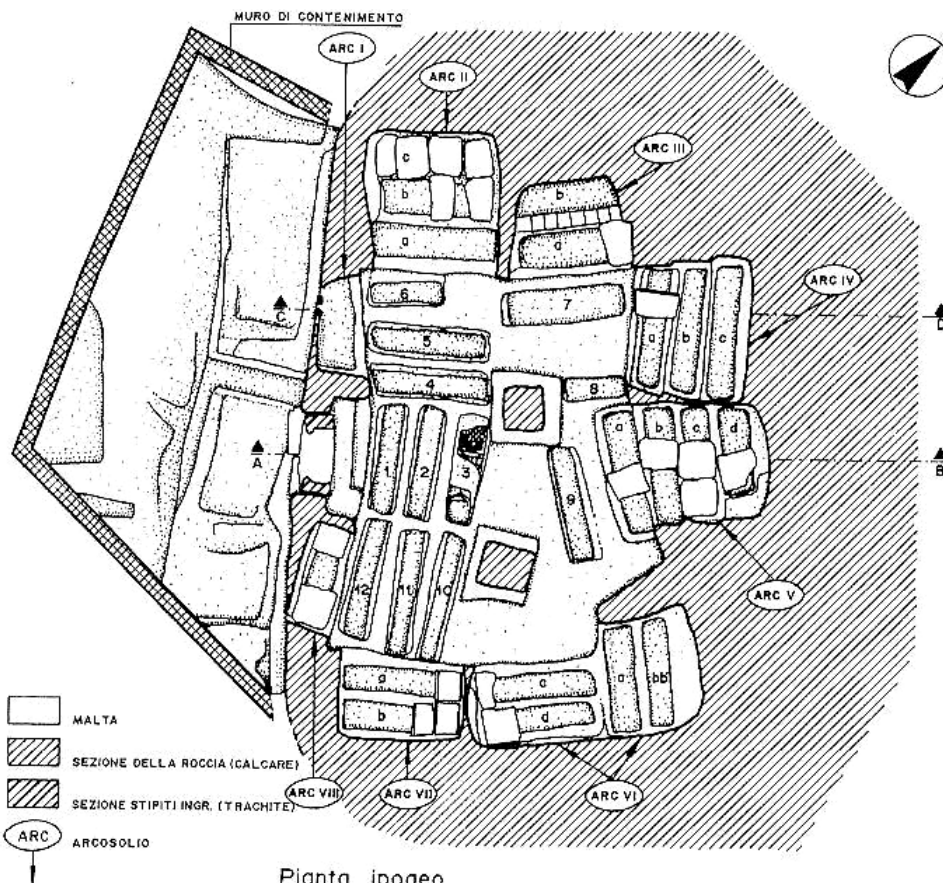 MURO DI CONTENIMENTO
ARC I
ARC II
ARC III
c
b
b
a
a
6
7
ARC IV
C
a
b
c
5
4
8
a
b
c
d
A
B
1
2
3
9
12
11
10
ARC V
a
b
c
d
a
bb'
MALTA
SEZIONE DELLA ROCCIA (CALCARE)
SEZIONE STIPITI INGR. (TRACHITE)
ARC VIII
ARC VII
ARC VI
ARC
ARCOSOLIO
Pianta ipogeo